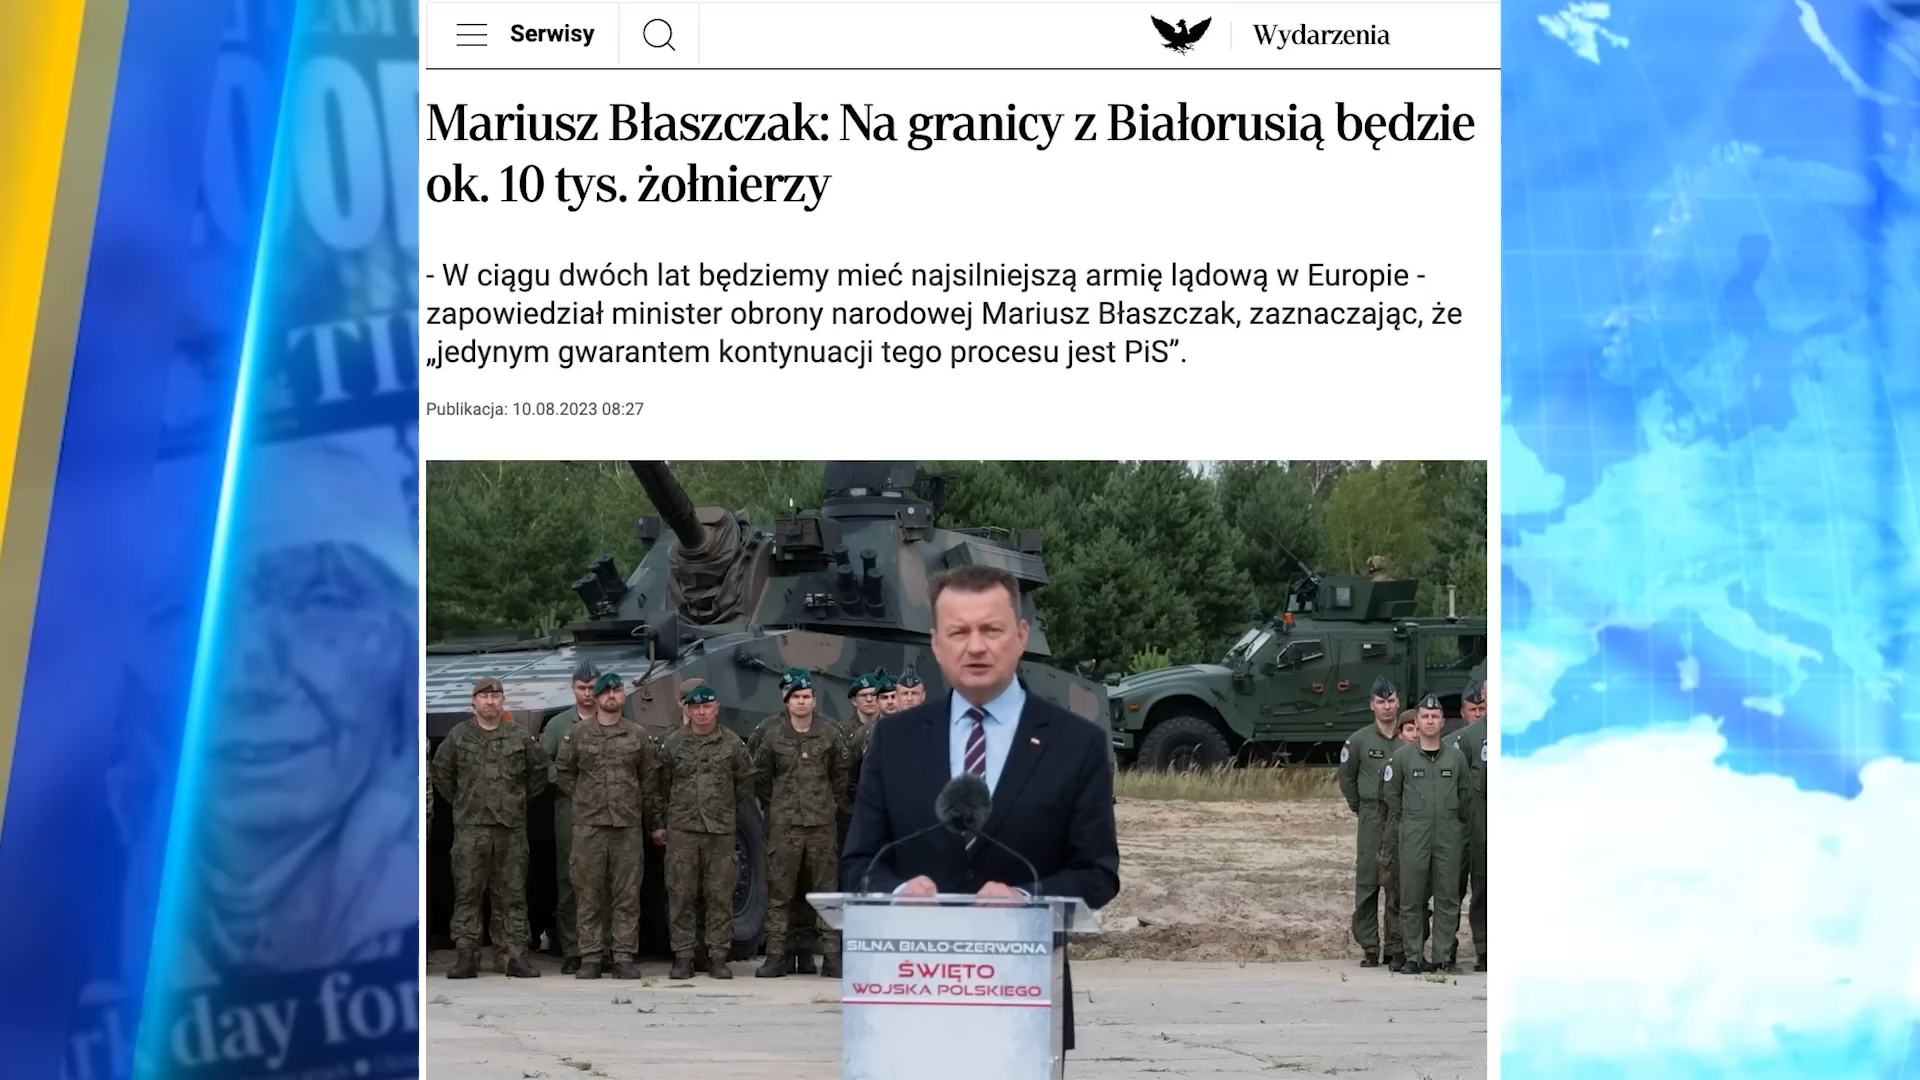 Serwisy
Wydarzenia
Mariusz Błaszczak: Na granicy z Białorusią będzie
ok. 10 tys. żołnierzy
- W ciągu dwóch lat będziemy mieć najsilniejszą armię lądową w Europie -
zapowiedział minister obrony narodowej Mariusz Błaszczak, zaznaczając, że
„jedynym gwarantem kontynuacji tego procesu jest PiS”.
Publikacja: 10.08.2023 08:27
SILNA BIAŁO-CZERWONA
ŚWIĘTO
WOJSKA POLSKIEGO
day for